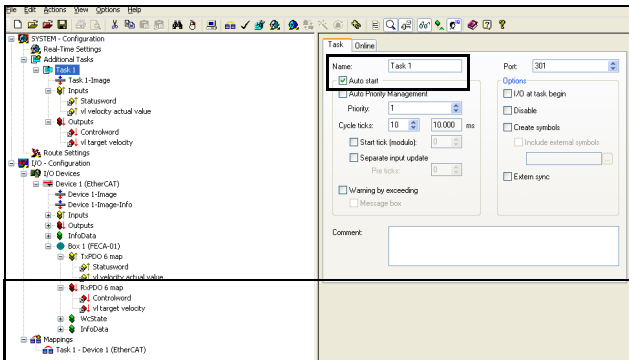 File Edit Actions View Options Help
SYSTEM - Configuration
Real-Time Settings
Additional Tasks
Task 1
Task 1-Image
Inputs
Statusword
vl velocity actual value
Outputs
Controlword
vl target velocity
Route Settings
I/O - Configuration
I/O Devices
Device 1 (EtherCAT)
Device 1-Image
Device 1-Image-Info
Inputs
Outputs
InfoData
Box 1 (FECA-01)
TxPDO 6 map
Statusword
vl velocity actual value
RxPDO 6 map
Controlword
vl target velocity
WcState
InfoData
Mappings
Task 1 - Device 1 (EtherCAT)
Task Online
Name: Task 1 Port: 301
Auto start Options
Auto Priority Management I/O at task begin
Priority: 1 Disable
Cycle ticks: 10 10.000 ms Create symbols
Start tick (modulo): 0 Include external symbols
Separate input update ...
Pre ticks: 0 Extern sync
Warning by exceeding
Message box
Comment: